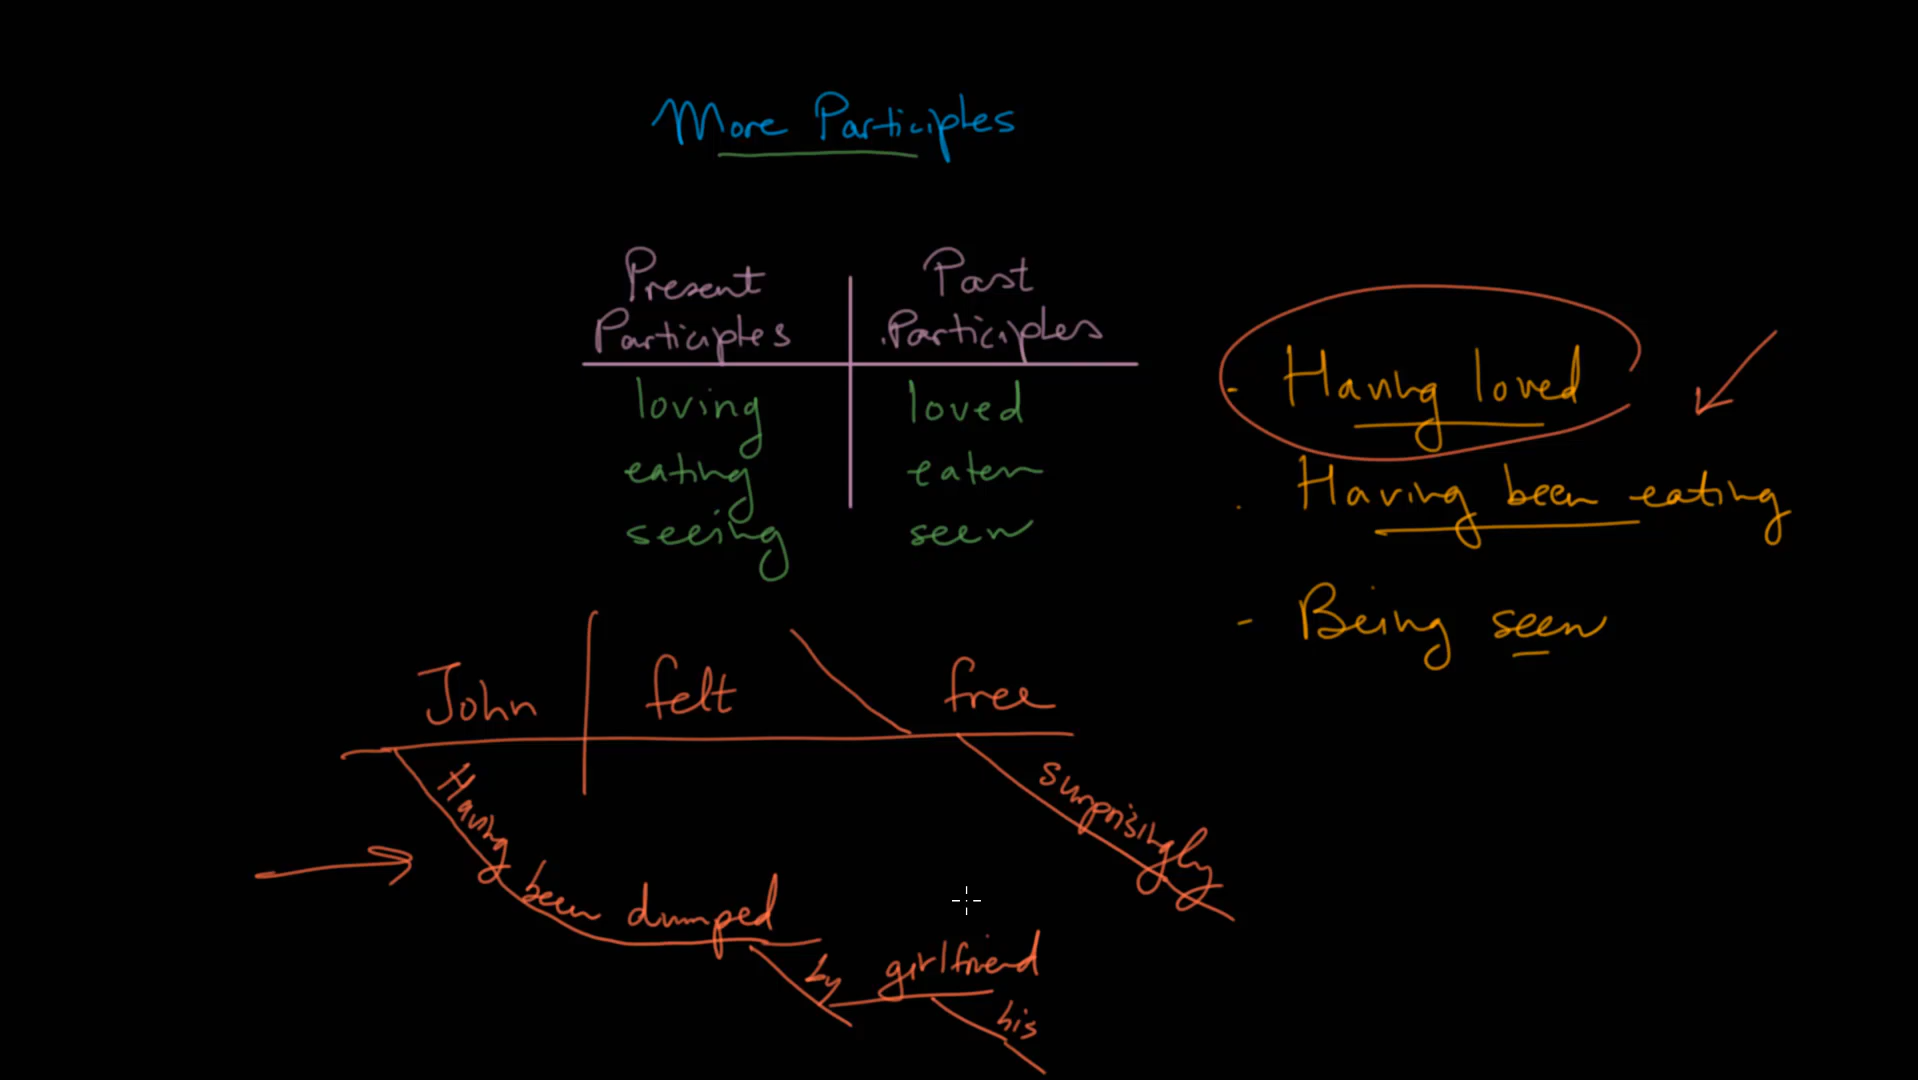 More Participles
Present Participles
Past Participles
loving
loved
eating
eaten
seeing
seen
- Having loved
. Having been eating
- Being seen
John felt free
Having been dumped
surprisingly
by girlfriend
his